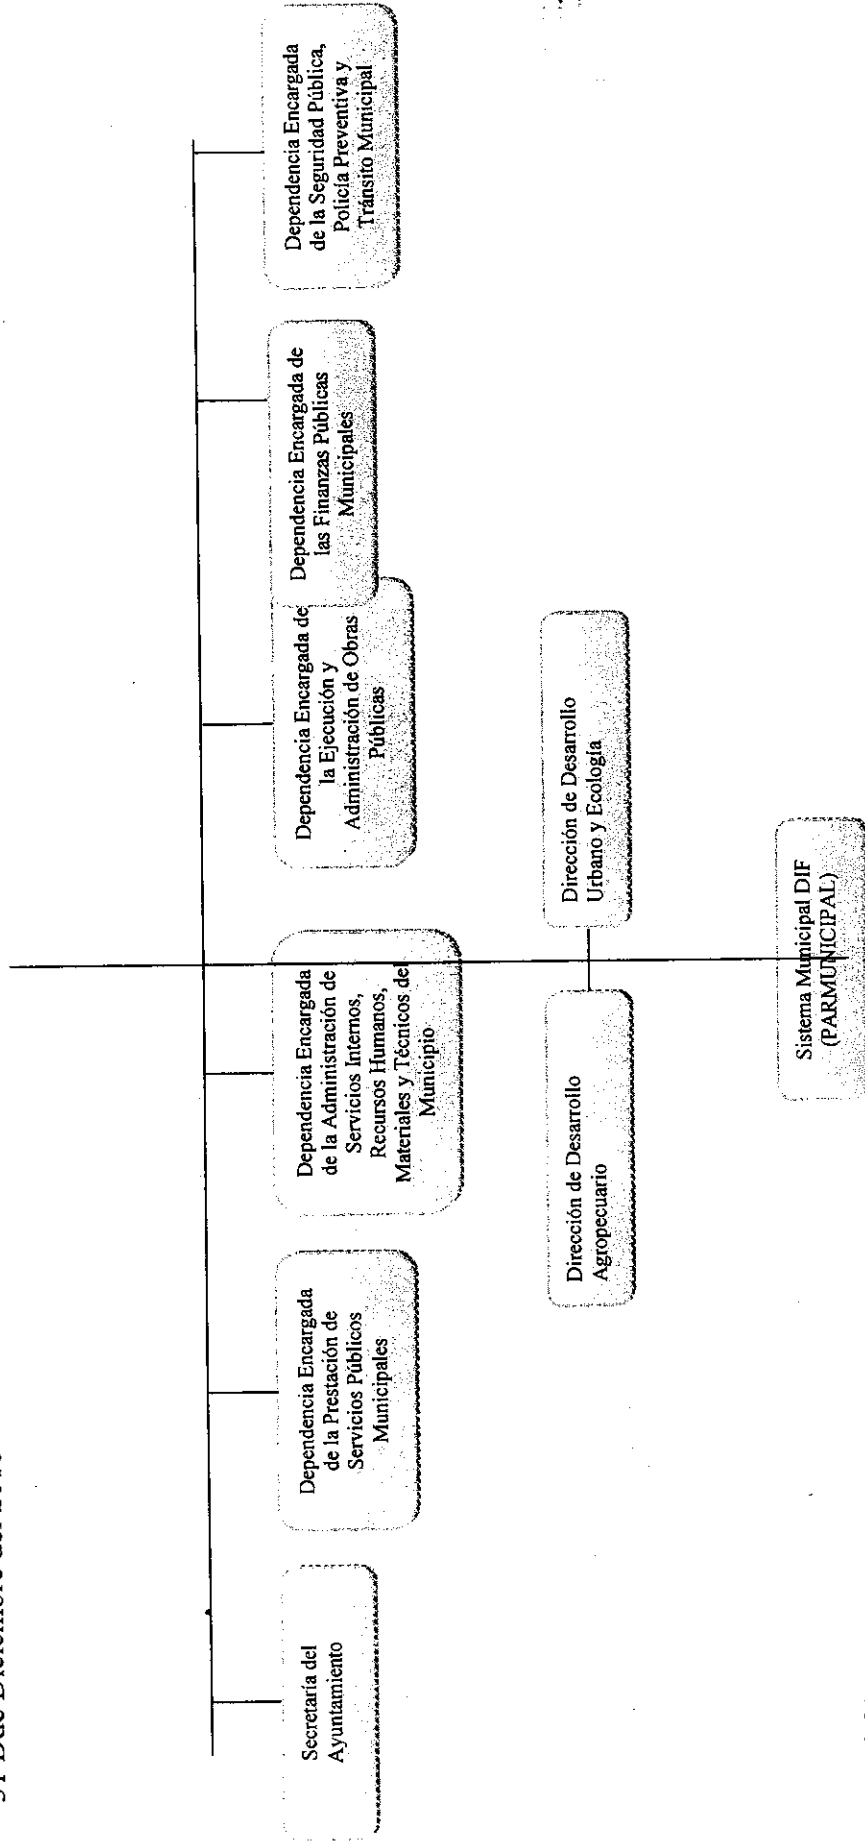 Secretaría del
Ayuntamiento
Dependencia Encargada
de la Prestación de
Servicios Públicos
Municipales
Dependencia Encargada
de la Administración de
Servicios Internos,
Recursos Humanos,
Materiales y Técnicos del
Municipio
Dependencia Encargada de
la Ejecución y
Administración de Obras
Públicas
Dependencia Encargada de
las Finanzas Públicas
Municipales
Dependencia Encargada
de la Seguridad Pública,
Policía Preventiva y
Tránsito Municipal
Dirección de Desarrollo
Agropecuario
Dirección de Desarrollo
Urbano y Ecología
Sistema Municipal DIF
(PARMUNICIPAL)